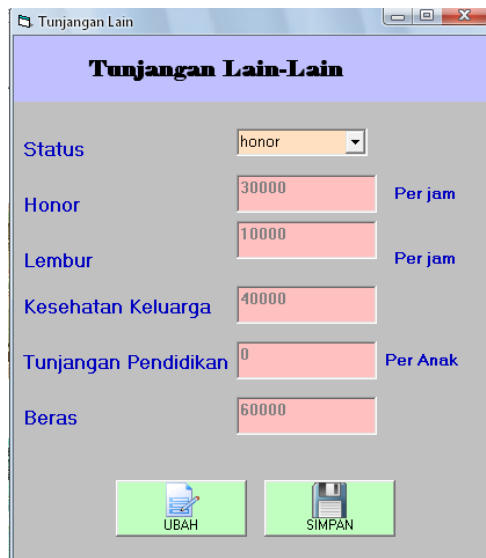 Tunjangan Lain
Tunjangan Lain-Lain
Status honor
Honor 30000 Per jam
Lembur 10000 Per jam
Kesehatan Keluarga 40000
Tunjangan Pendidikan 0 Per Anak
Beras 60000
UBAH SIMPAN